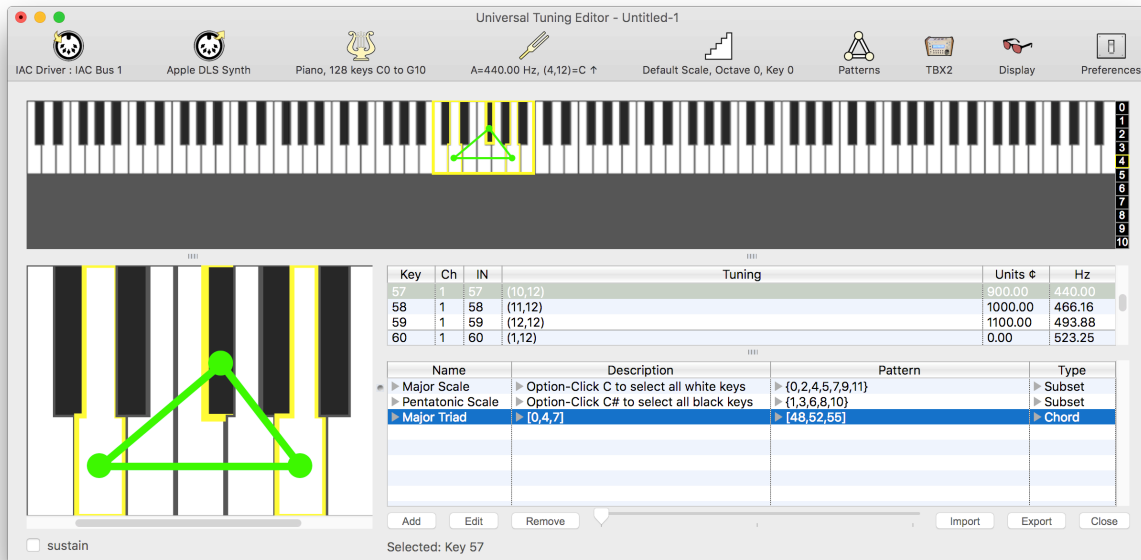 Universal Tuning Editor - Untitled-1
IAC Driver : IAC Bus 1
Apple DLS Synth
Piano, 128 keys C0 to G10
A=440.00 Hz, (4,12)=C ↑
Default Scale, Octave 0, Key 0
Patterns
TBX2
Display
Preferences
0
1
2
3
4
5
6
7
8
9
10
Key Ch IN Tuning Units ¢ Hz
57 1 57 (10,12) 900.00 440.00
58 1 58 (11,12) 1000.00 466.16
59 1 59 (12,12) 1100.00 493.88
60 1 60 (1,12) 0.00 523.25
Name Description Pattern Type
Major Scale Option-Click C to select all white keys {0,2,4,5,7,9,11} Subset
Pentatonic Scale Option-Click C# to select all black keys {1,3,6,8,10} Subset
Major Triad [0,4,7] [48,52,55] Chord
Add Edit Remove Import Export Close
sustain
Selected: Key 57